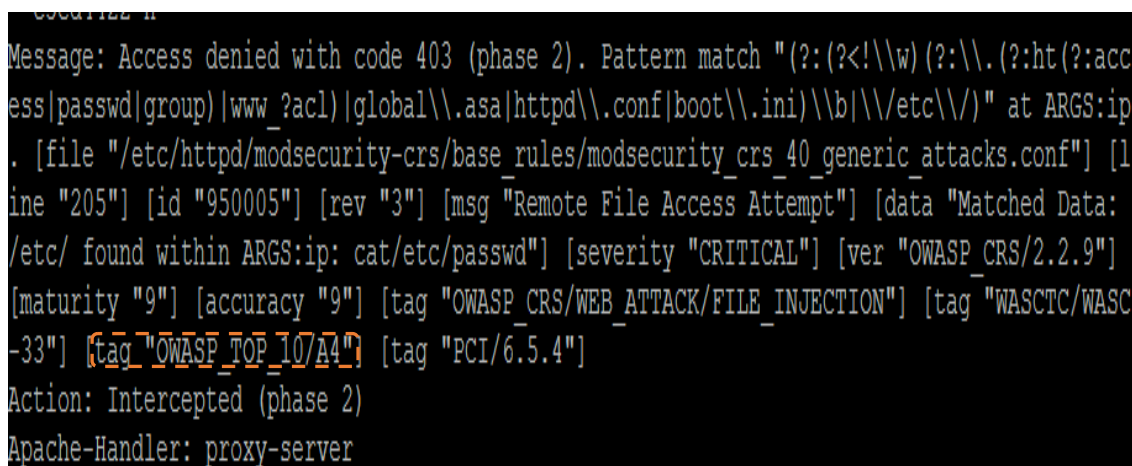 Message: Access denied with code 403 (phase 2). Pattern match "(?:(?<!\\w)(?:\\.(?:ht(?:acc
ess|passwd|group)|www_?acl)|global\\.asa|httpd\\.conf|boot\\.ini)\\b|\\/etc\\/)" at ARGS:ip
. [file "/etc/httpd/modsecurity-crs/base_rules/modsecurity_crs_40_generic_attacks.conf"] [l
ine "205"] [id "950005"] [rev "3"] [msg "Remote File Access Attempt"] [data "Matched Data:
/etc/ found within ARGS:ip: cat/etc/passwd"] [severity "CRITICAL"] [ver "OWASP_CRS/2.2.9"]
[maturity "9"] [accuracy "9"] [tag "OWASP_CRS/WEB_ATTACK/FILE_INJECTION"] [tag "WASCTC/WASC
-33"] [tag "OWASP_TOP_10/A4"] [tag "PCI/6.5.4"]
Action: Intercepted (phase 2)
Apache-Handler: proxy-server